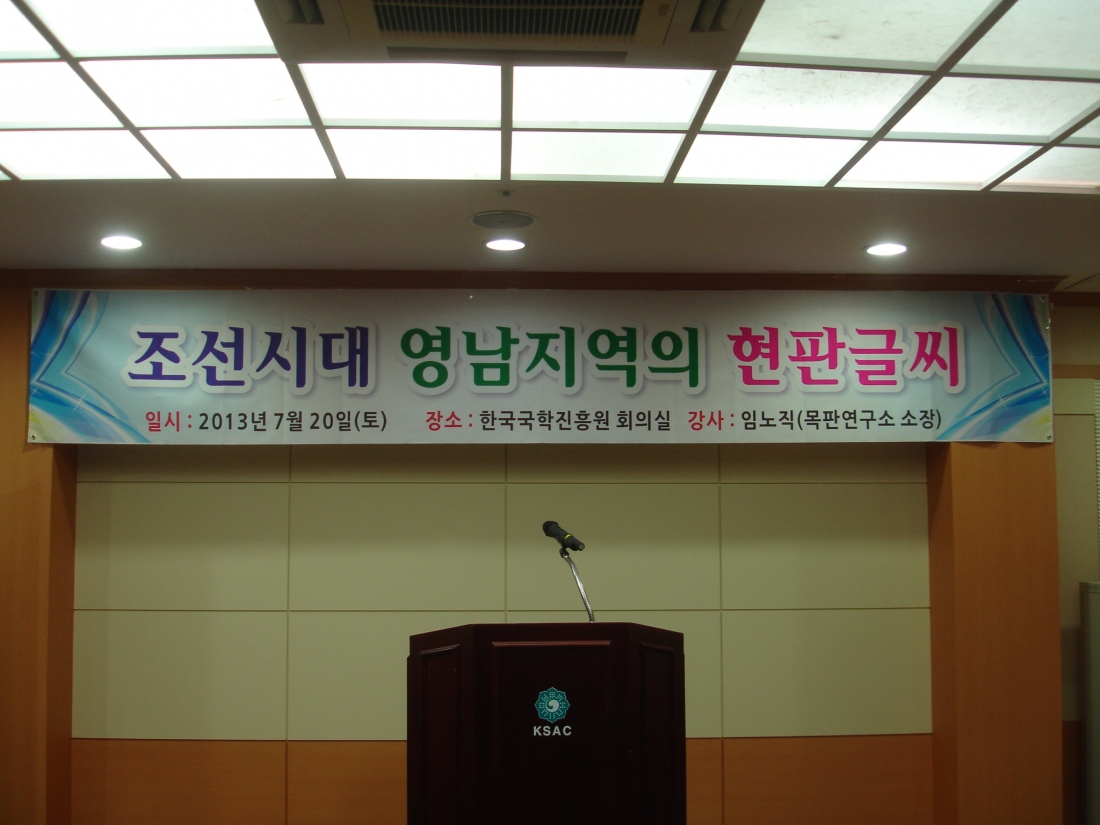 조선시대 영남지역의 현판글씨
일시 : 2013년 7월 20일(토) 장소 : 한국국학진흥원 회의실 강사 : 임노직(목판연구소 소장)
KSAC